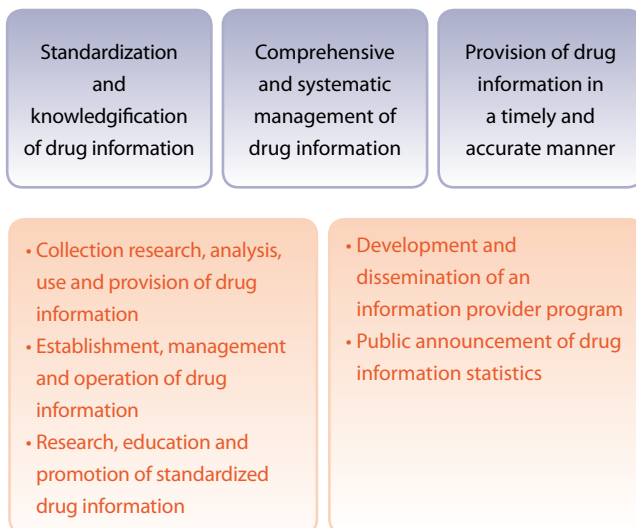 Standardization
and
knowledgification
of drug information
Comprehensive
and systematic
management of
drug information
Provision of drug
information in
a timely and
accurate manner
• Collection research, analysis,
use and provision of drug
information
• Establishment, management
and operation of drug
information
• Research, education and
promotion of standardized
drug information
• Development and
dissemination of an
information provider program
• Public announcement of drug
information statistics